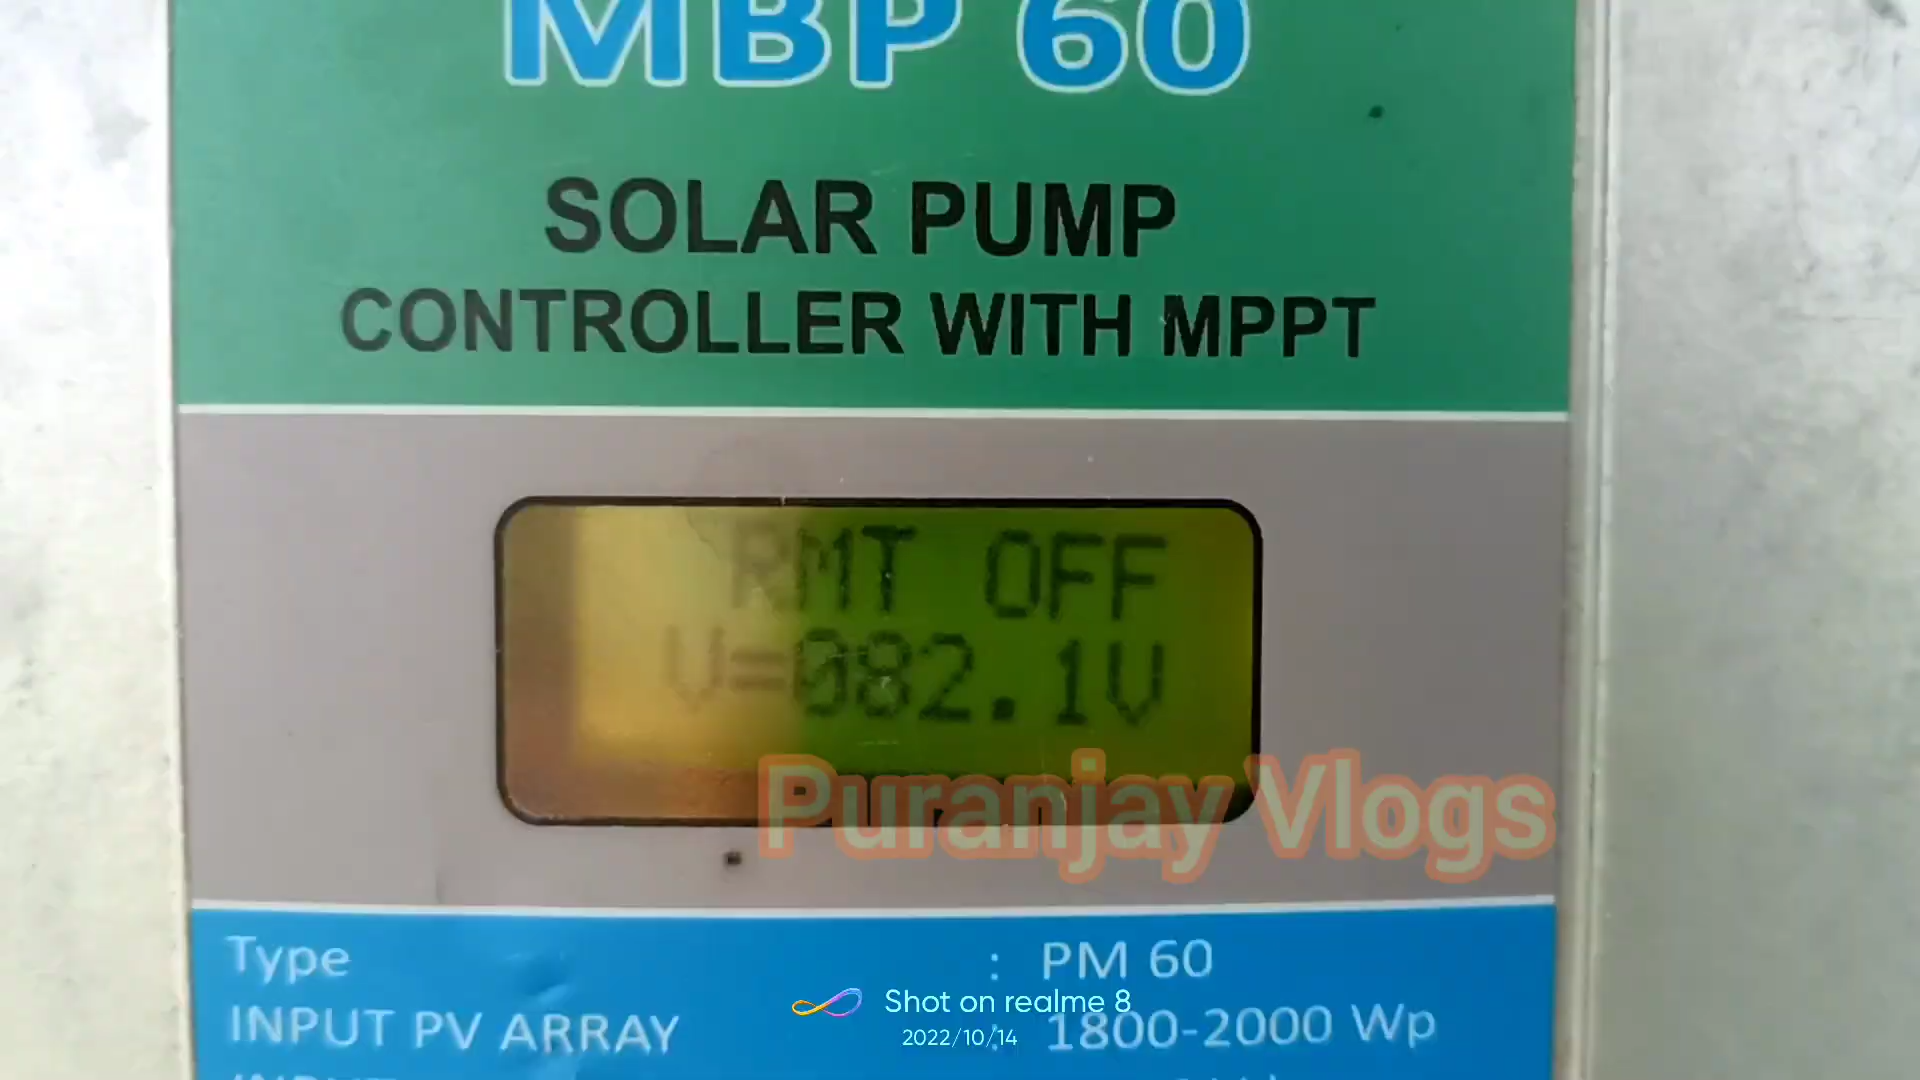 MBP 60
SOLAR PUMP
CONTROLLER WITH MPPT
RMT OFF
V=082.1V
Puranjay Vlogs
Type : PM 60
INPUT PV ARRAY : 1800-2000 Wp
Shot on realme 8
2022/10/14